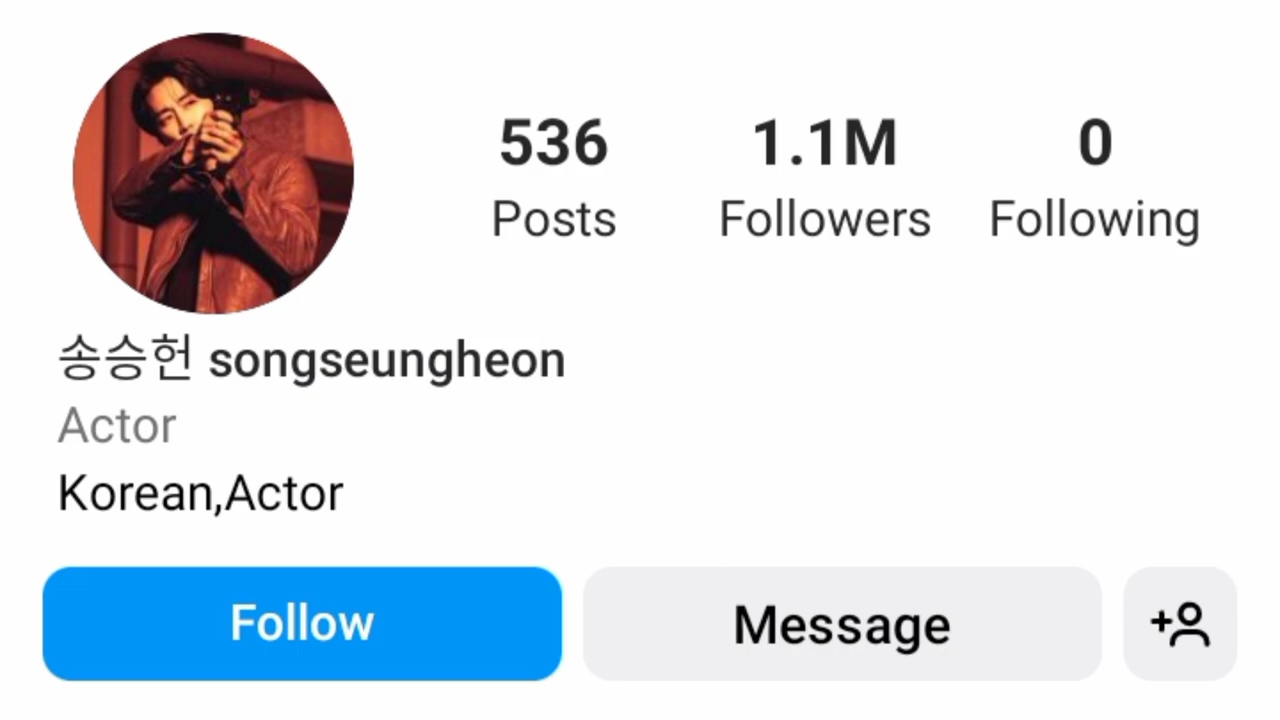 536 1.1M 0
Posts Followers Following
송승헌 songseungheon
Actor
Korean,Actor
Follow Message